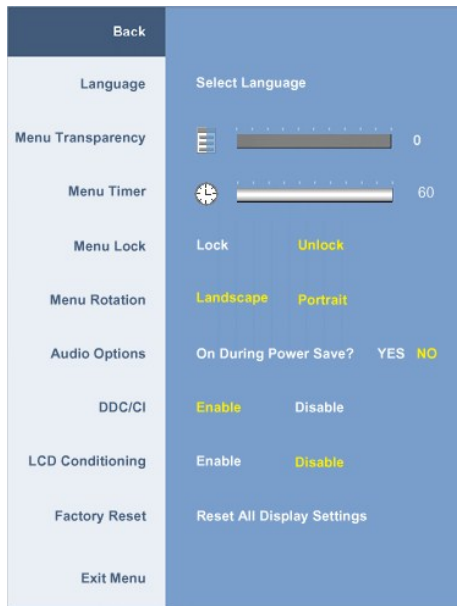 Back
Language Select Language
Menu Transparency 0
Menu Timer 60
Menu Lock Lock Unlock
Menu Rotation Landscape Portrait
Audio Options On During Power Save? YES NO
DDC/CI Enable Disable
LCD Conditioning Enable Disable
Factory Reset Reset All Display Settings
Exit Menu